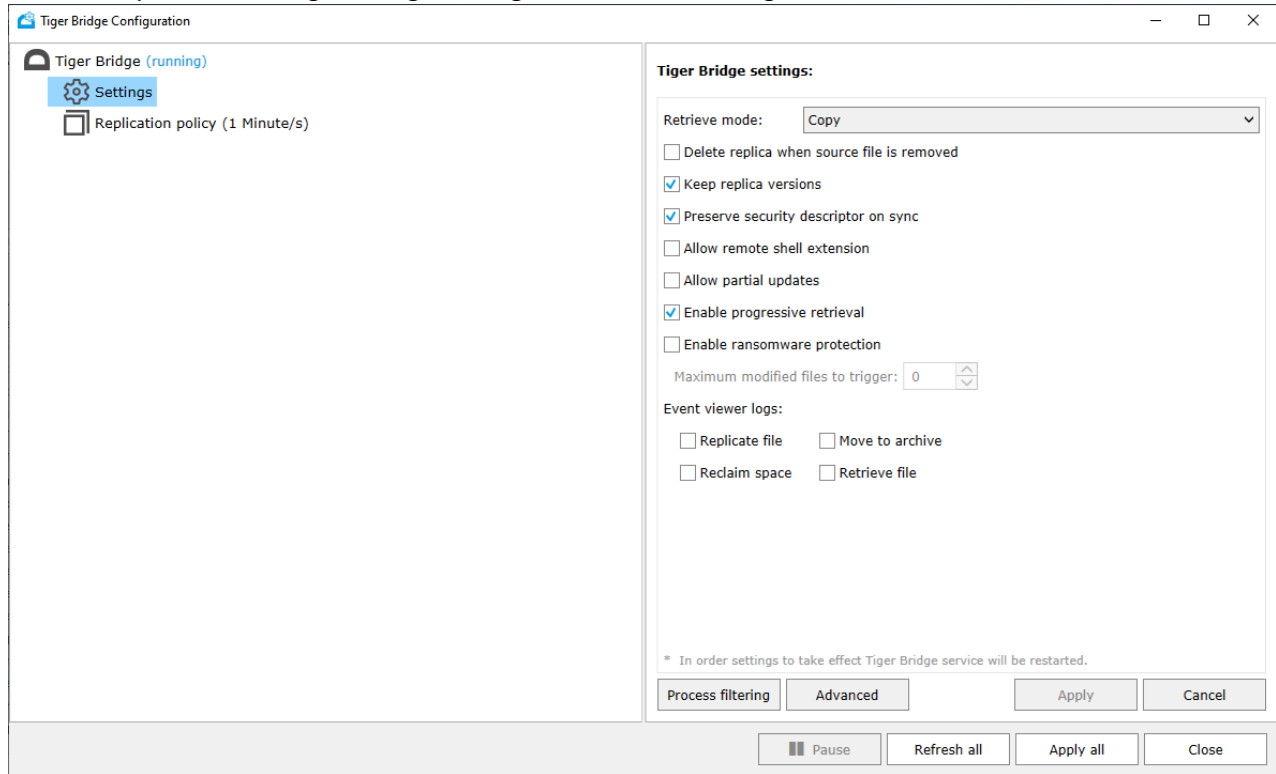 Tiger Bridge Configuration
Tiger Bridge (running)
Settings
Replication policy (1 Minute/s)
Tiger Bridge settings:
Retrieve mode: Copy
Delete replica when source file is removed
Keep replica versions
Preserve security descriptor on sync
Allow remote shell extension
Allow partial updates
Enable progressive retrieval
Enable ransomware protection
Maximum modified files to trigger: 0
Event viewer logs:
Replicate file Move to archive
Reclaim space Retrieve file
* In order settings to take effect Tiger Bridge service will be restarted.
Process filtering Advanced Apply Cancel
Pause Refresh all Apply all Close